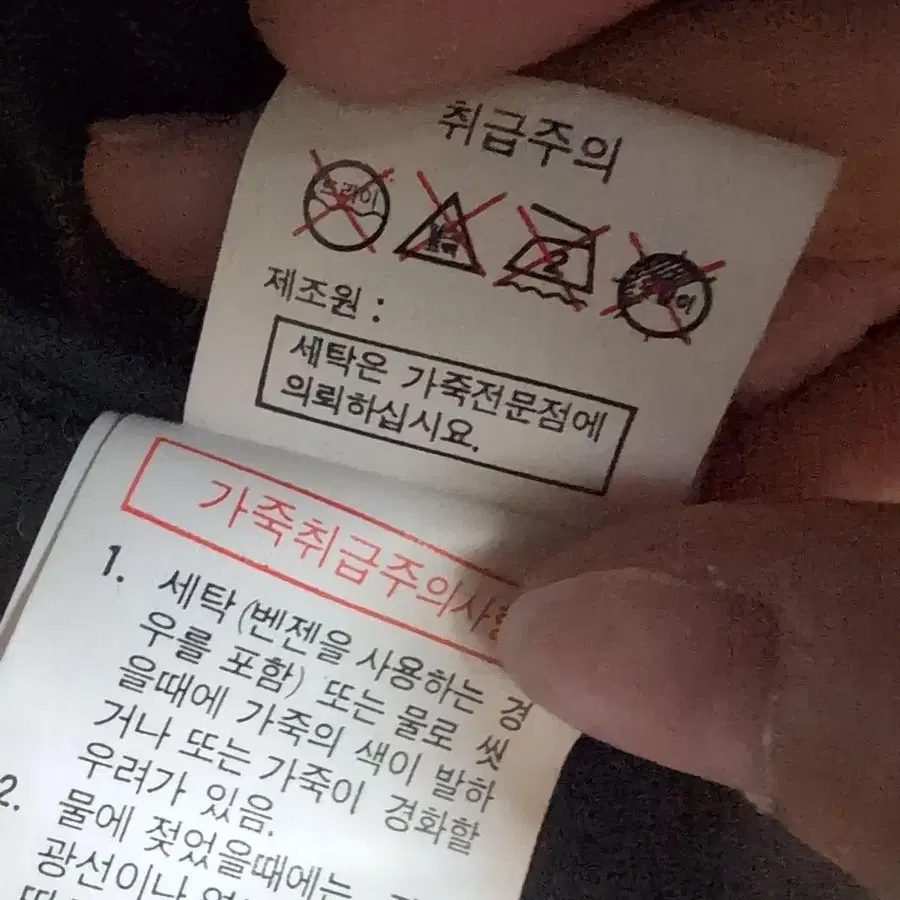 취급주의
드라이
2
제조원 :
세탁은 가죽전문점에
의뢰하십시요.
가죽취급주의사
1. 세탁(벤젠을 사용하는 경
우를 포함) 또는 물로 씻
을때에 가죽의 색이 발하
거나 또는 가죽이 경화할
우려가 있음.
2. 물에 젖었을때에는
광선이나